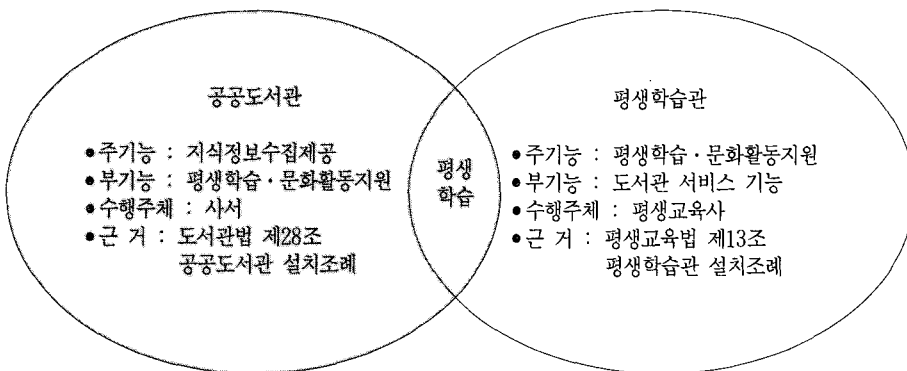 공공도서관
●주기능 : 지식정보수집제공
●부기능 : 평생학습·문화활동지원
●수행주체 : 사서
●근 거 : 도서관법 제28조
공공도서관 설치조례
평생
학습
평생학습관
●주기능 : 평생학습·문화활동지원
●부기능 : 도서관 서비스 기능
●수행주체 : 평생교육사
●근 거 : 평생교육법 제13조
평생학습관 설치조례